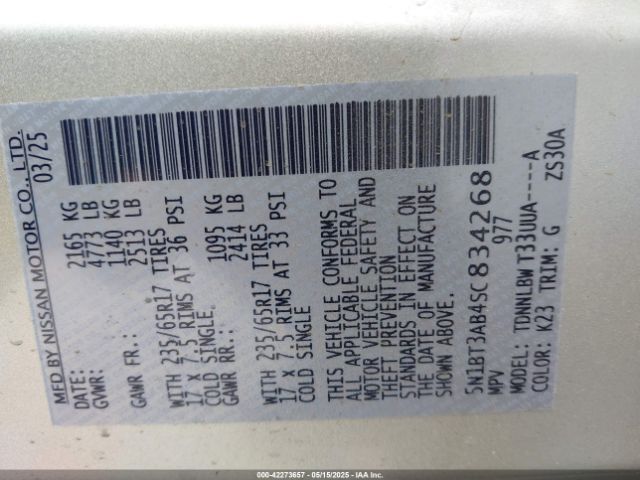 MFD BY NISSAN MOTOR CO., LTD.
DATE: 03/25
GVWR: 2165 KG
4773 LB
GAWR FR.: 1140 KG
2513 LB
WITH 235/65R17 TIRES
17 X 7.5 RIMS AT 36 PSI
COLD SINGLE.
GAWR RR.: 1095 KG
2414 LB
WITH 235/65R17 TIRES
17 X 7.5 RIMS AT 33 PSI
COLD SINGLE
THIS VEHICLE CONFORMS TO
ALL APPLICABLE FEDERAL
MOTOR VEHICLE SAFETY AND
THEFT PREVENTION
STANDARDS IN EFFECT ON
THE DATE OF MANUFACTURE
SHOWN ABOVE.
5N1BT3AB4SC834268
MPV 977
MODEL: TDNNLBW T33UUA----A
COLOR: K23 TRIM: G ZS30A
000-42273657 - 05/15/2025 - IAA Inc.